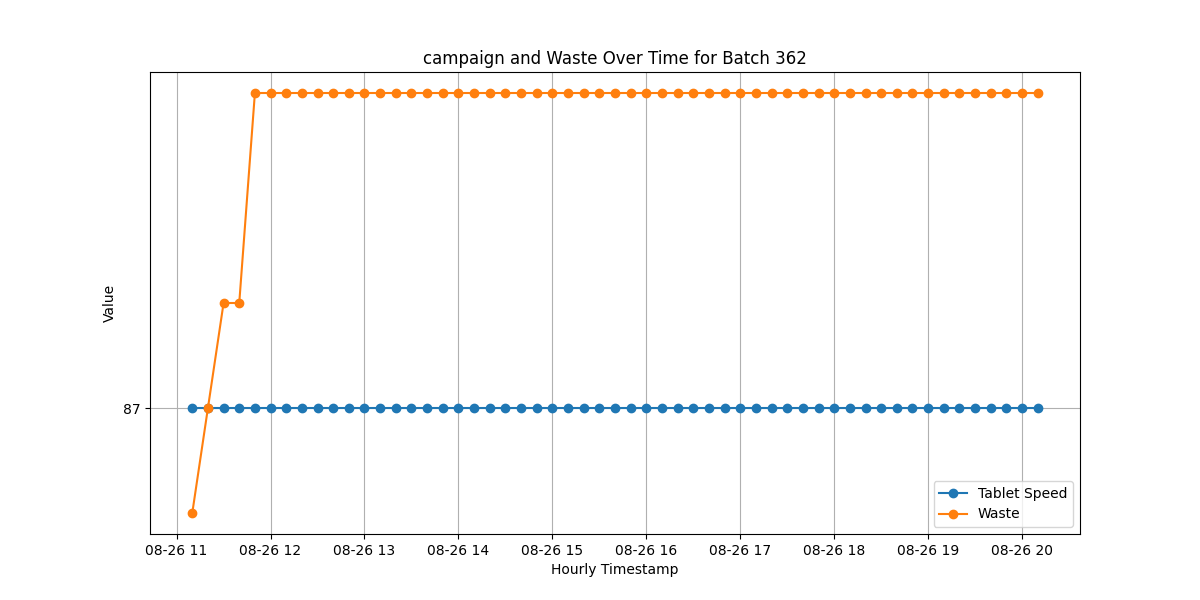 campaign and Waste Over Time for Batch 362
Value
87
Tablet Speed
Waste
08-26 11 08-26 12 08-26 13 08-26 14 08-26 15 08-26 16 08-26 17 08-26 18 08-26 19 08-26 20
Hourly Timestamp